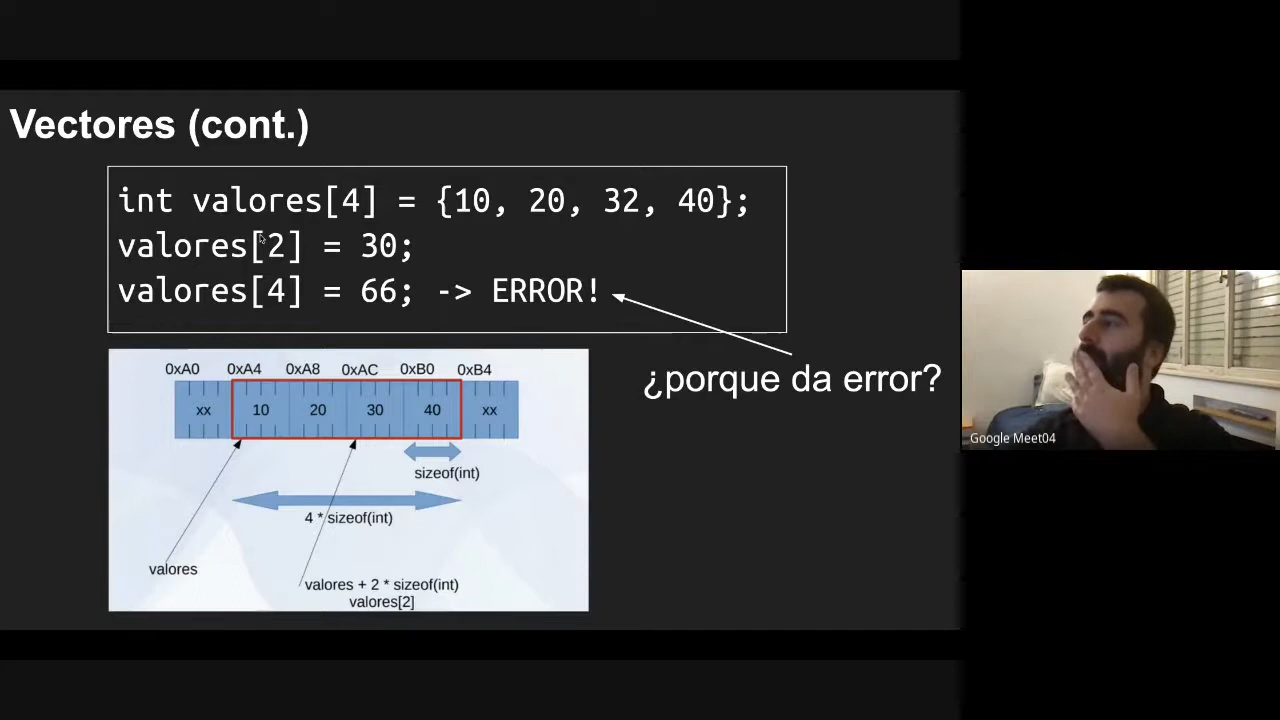 Vectores (cont.)
int valores[4] = {10, 20, 32, 40};
valores[2] = 30;
valores[4] = 66; -> ERROR!
¿porque da error?
0xA0 0xA4 0xA8 0xAC 0xB0 0xB4
xx 10 20 30 40 xx
sizeof(int)
4 * sizeof(int)
valores
valores + 2 * sizeof(int)
valores[2]
Google Meet04